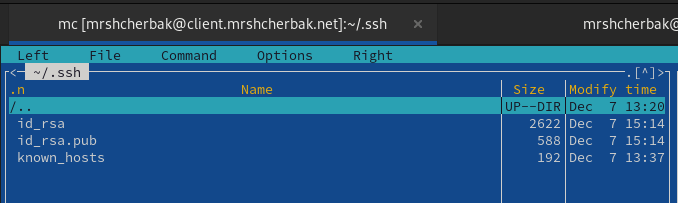 mc [mrshcherbak@client.mrshcherbak.net]:~/.ssh × mrshcherbak@
Left File Command Options Right
<─ ~/.ssh .[^]>
.n Name Size Modify time
/.. UP--DIR Dec 7 13:20
id_rsa 2622 Dec 7 15:14
id_rsa.pub 588 Dec 7 15:14
known_hosts 192 Dec 7 13:37